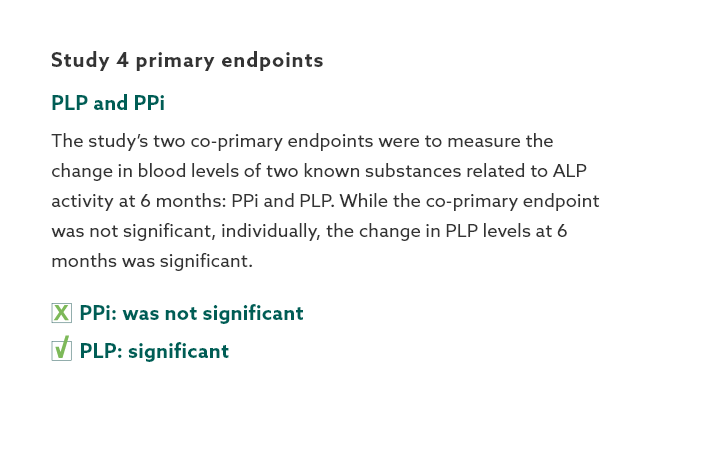 Study 4 primary endpoints
PLP and PPi
The study’s two co-primary endpoints were to measure the
change in blood levels of two known substances related to ALP
activity at 6 months: PPi and PLP. While the co-primary endpoint
was not significant, individually, the change in PLP levels at 6
months was significant.
X PPi: was not significant
√ PLP: significant